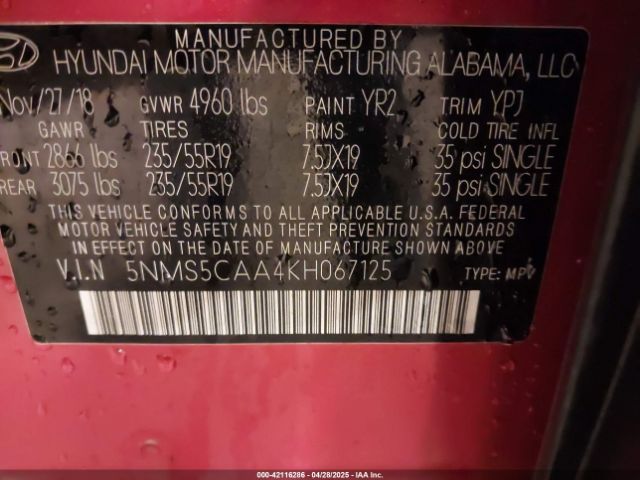 MANUFACTURED BY
HYUNDAI MOTOR MANUFACTURING ALABAMA, LLC
Nov/27/18 GVWR 4960 lbs PAINT YR2 TRIM YPJ
GAWR TIRES RIMS COLD TIRE INFL
FRONT 2866 lbs 235/55R19 7.5JX19 35 psi SINGLE
REAR 3075 lbs 235/55R19 7.5JX19 35 psi SINGLE
THIS VEHICLE CONFORMS TO ALL APPLICABLE U.S.A. FEDERAL
MOTOR VEHICLE SAFETY AND THEFT PREVENTION STANDARDS
IN EFFECT ON THE DATE OF MANUFACTURE SHOWN ABOVE
V.I.N 5NMS5CAA4KH067125 TYPE: MPV
000-42116286 - 04/28/2025 - IAA Inc.